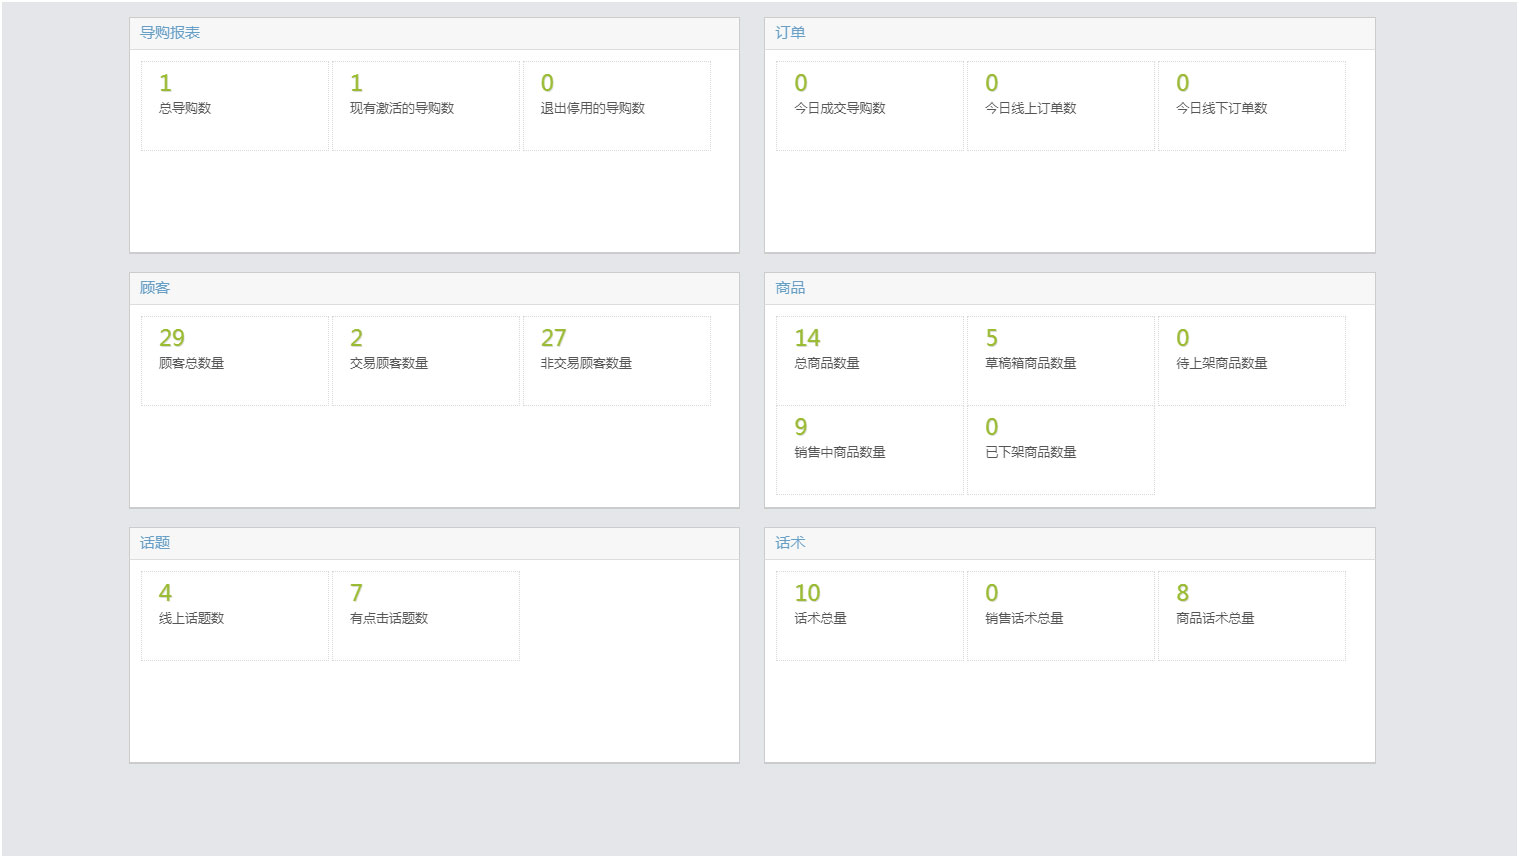 导购报表
1
总导购数
1
现有激活的导购数
0
退出停用的导购数
订单
0
今日成交导购数
0
今日线上订单数
0
今日线下订单数
顾客
29
顾客总数量
2
交易顾客数量
27
非交易顾客数量
商品
14
总商品数量
5
草稿箱商品数量
0
待上架商品数量
9
销售中商品数量
0
已下架商品数量
话题
4
线上话题数
7
有点击话题数
话术
10
话术总量
0
销售话术总量
8
商品话术总量